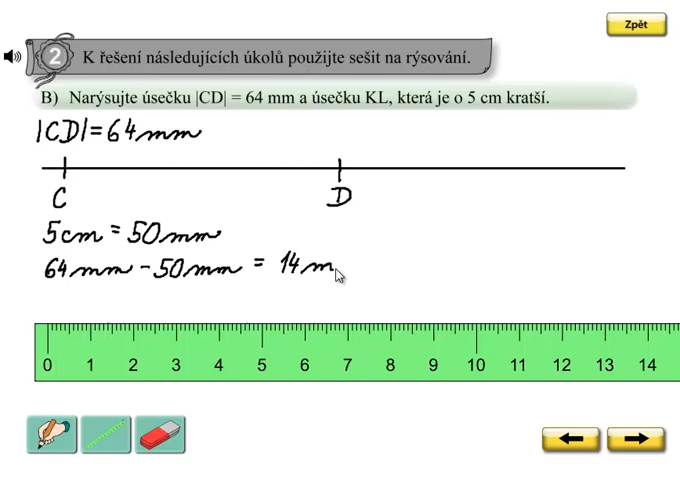 Zpět
2 K řešení následujících úkolů použijte sešit na rýsování.
B) Narýsujte úsečku |CD| = 64 mm a úsečku KL, která je o 5 cm kratší.
|CD| = 64 mm
C D
5 cm = 50 mm
64 mm - 50 mm = 14 m
0 1 2 3 4 5 6 7 8 9 10 11 12 13 14